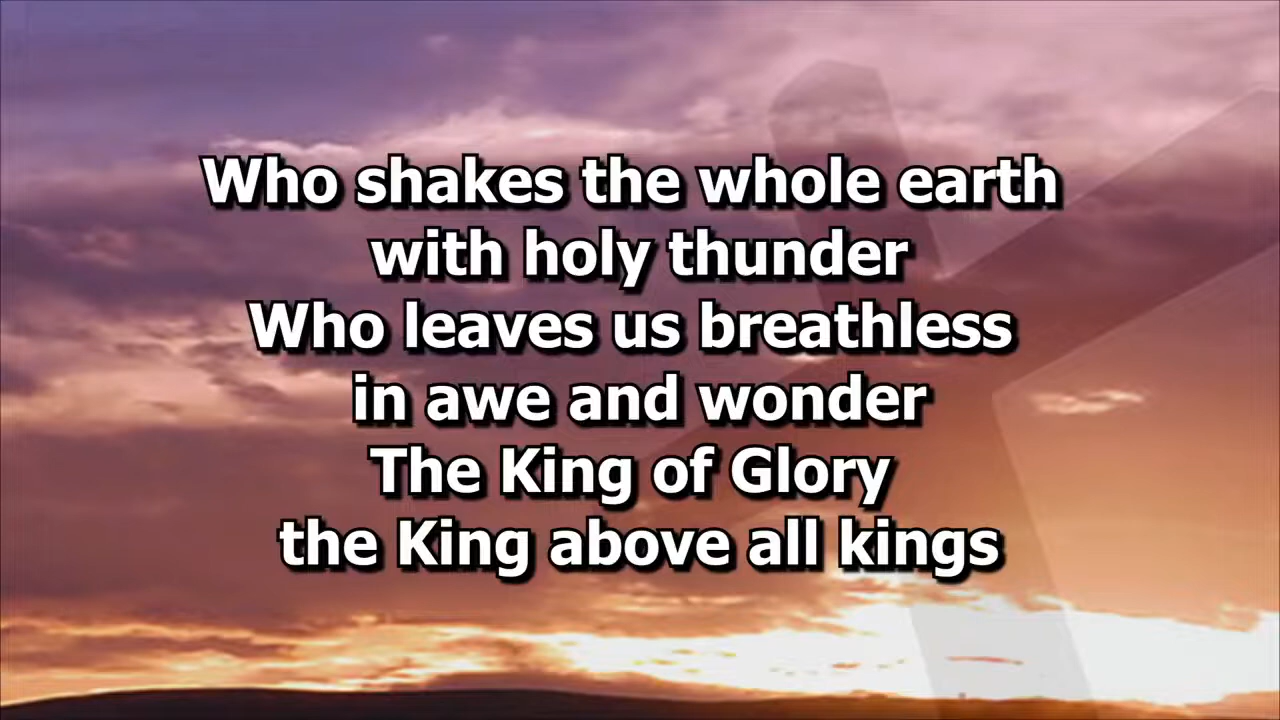 Who shakes the whole earth
with holy thunder
Who leaves us breathless
in awe and wonder
The King of Glory
the King above all kings